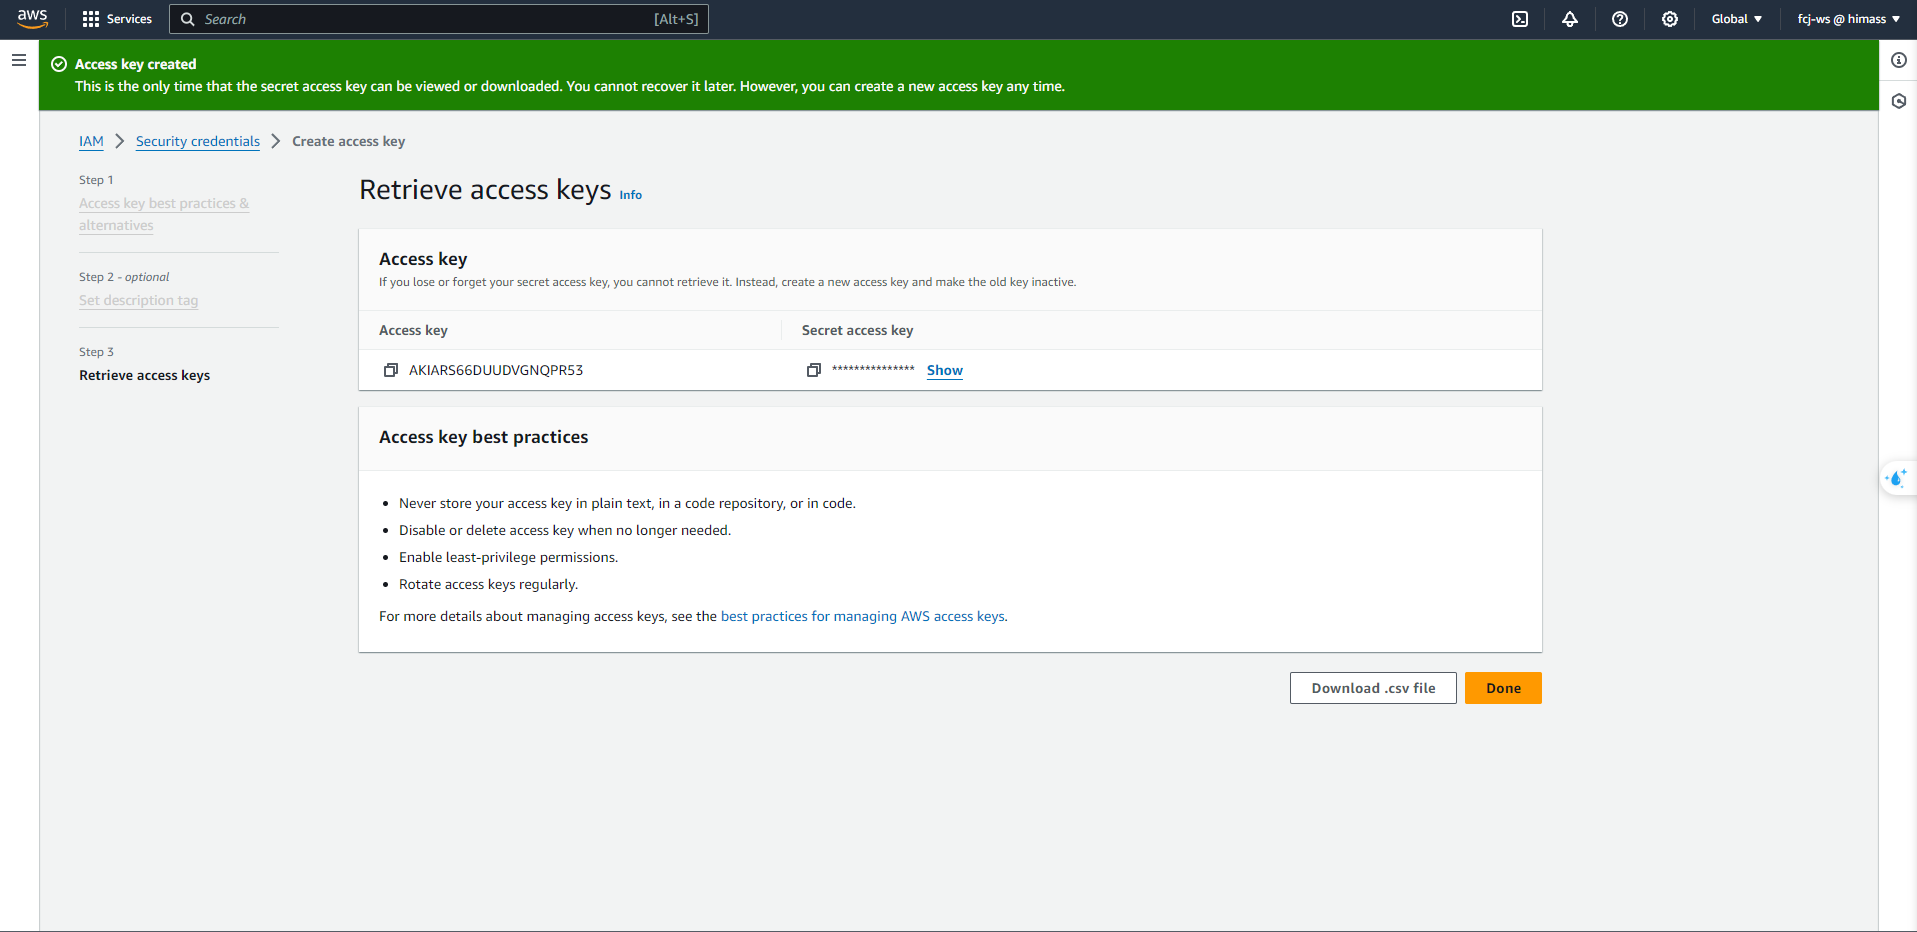 aws
Services
Search
[Alt+S]
Global
fcj-ws @ himass
Access key created
This is the only time that the secret access key can be viewed or downloaded. You cannot recover it later. However, you can create a new access key any time.
IAM
Security credentials
Create access key
Step 1
Access key best practices &
alternatives
Step 2 - optional
Set description tag
Step 3
Retrieve access keys
Retrieve access keys Info
Access key
If you lose or forget your secret access key, you cannot retrieve it. Instead, create a new access key and make the old key inactive.
Access key
Secret access key
AKIARS66DUUDVGNQPR53
*************** Show
Access key best practices
• Never store your access key in plain text, in a code repository, or in code.
• Disable or delete access key when no longer needed.
• Enable least-privilege permissions.
• Rotate access keys regularly.
For more details about managing access keys, see the best practices for managing AWS access keys.
Download .csv file
Done